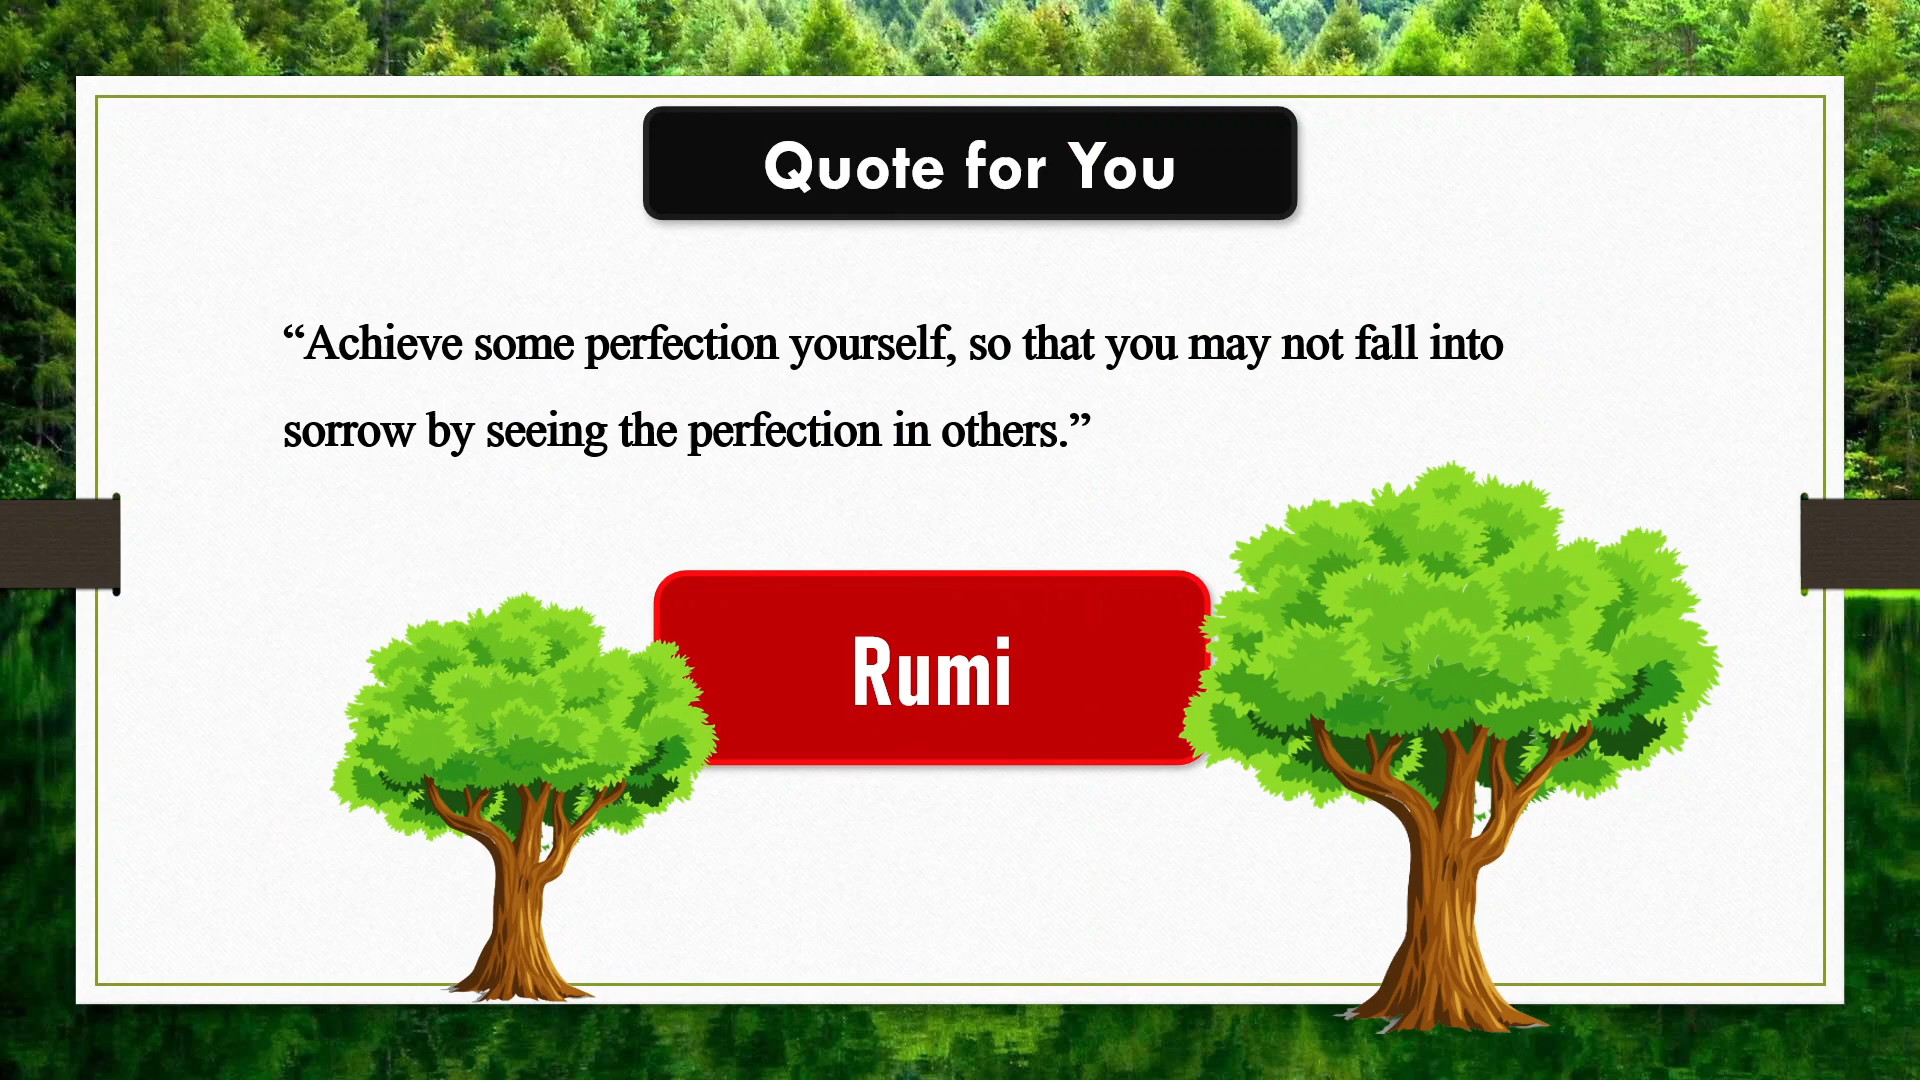 Quote for You
“Achieve some perfection yourself, so that you may not fall into
sorrow by seeing the perfection in others.”
Rumi